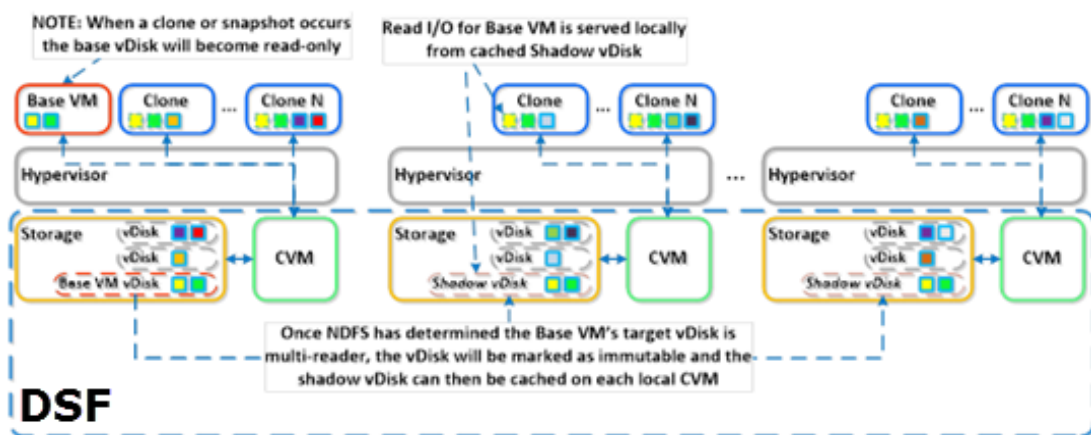 NOTE: When a clone or snapshot occurs
the base vDisk will become read-only
Read I/O for Base VM is served locally
from cached Shadow vDisk
Base VM
Clone
...
Clone N
Clone
...
Clone N
Clone
...
Clone N
Hypervisor
Hypervisor
...
Hypervisor
Storage
vDisk
vDisk
Base VM vDisk
CVM
Storage
vDisk
vDisk
Shadow vDisk
CVM
Storage
vDisk
vDisk
Shadow vDisk
CVM
Once NDFS has determined the Base VM's target vDisk is
multi-reader, the vDisk will be marked as immutable and the
shadow vDisk can then be cached on each local CVM
DSF